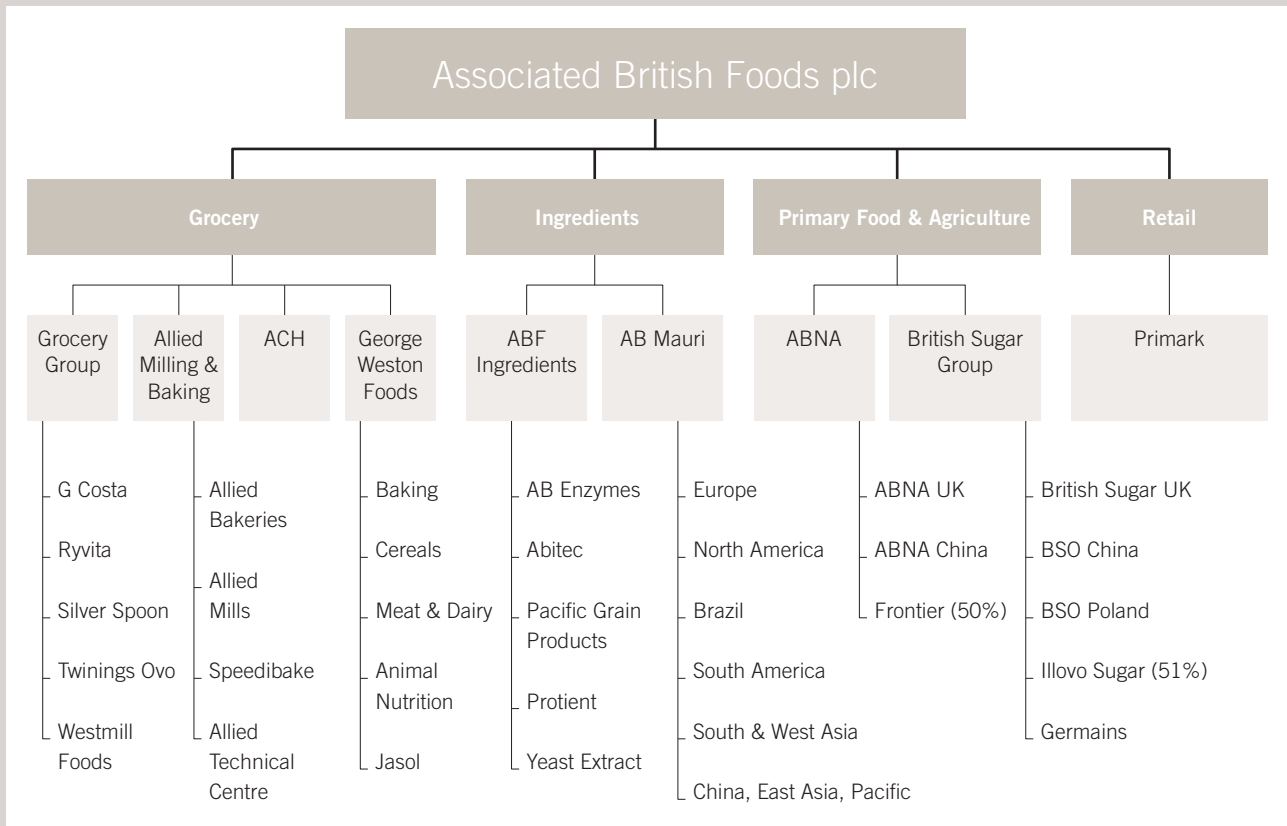 Associated British Foods plc
Grocery
Ingredients
Primary Food & Agriculture
Retail
Grocery
Group
Allied
Milling &
Baking
ACH
George
Weston
Foods
ABF
Ingredients
AB Mauri
ABNA
British Sugar
Group
Primark
G Costa
Ryvita
Silver Spoon
Twinings Ovo
Westmill
Foods
Allied
Bakeries
Allied
Mills
Speedibake
Allied
Technical
Centre
Baking
Cereals
Meat & Dairy
Animal
Nutrition
Jasol
AB Enzymes
Abitec
Pacific Grain
Products
Protient
Yeast Extract
Europe
North America
Brazil
South America
South & West Asia
China, East Asia, Pacific
ABNA UK
ABNA China
Frontier (50%)
British Sugar UK
BSO China
BSO Poland
Illovo Sugar (51%)
Germains